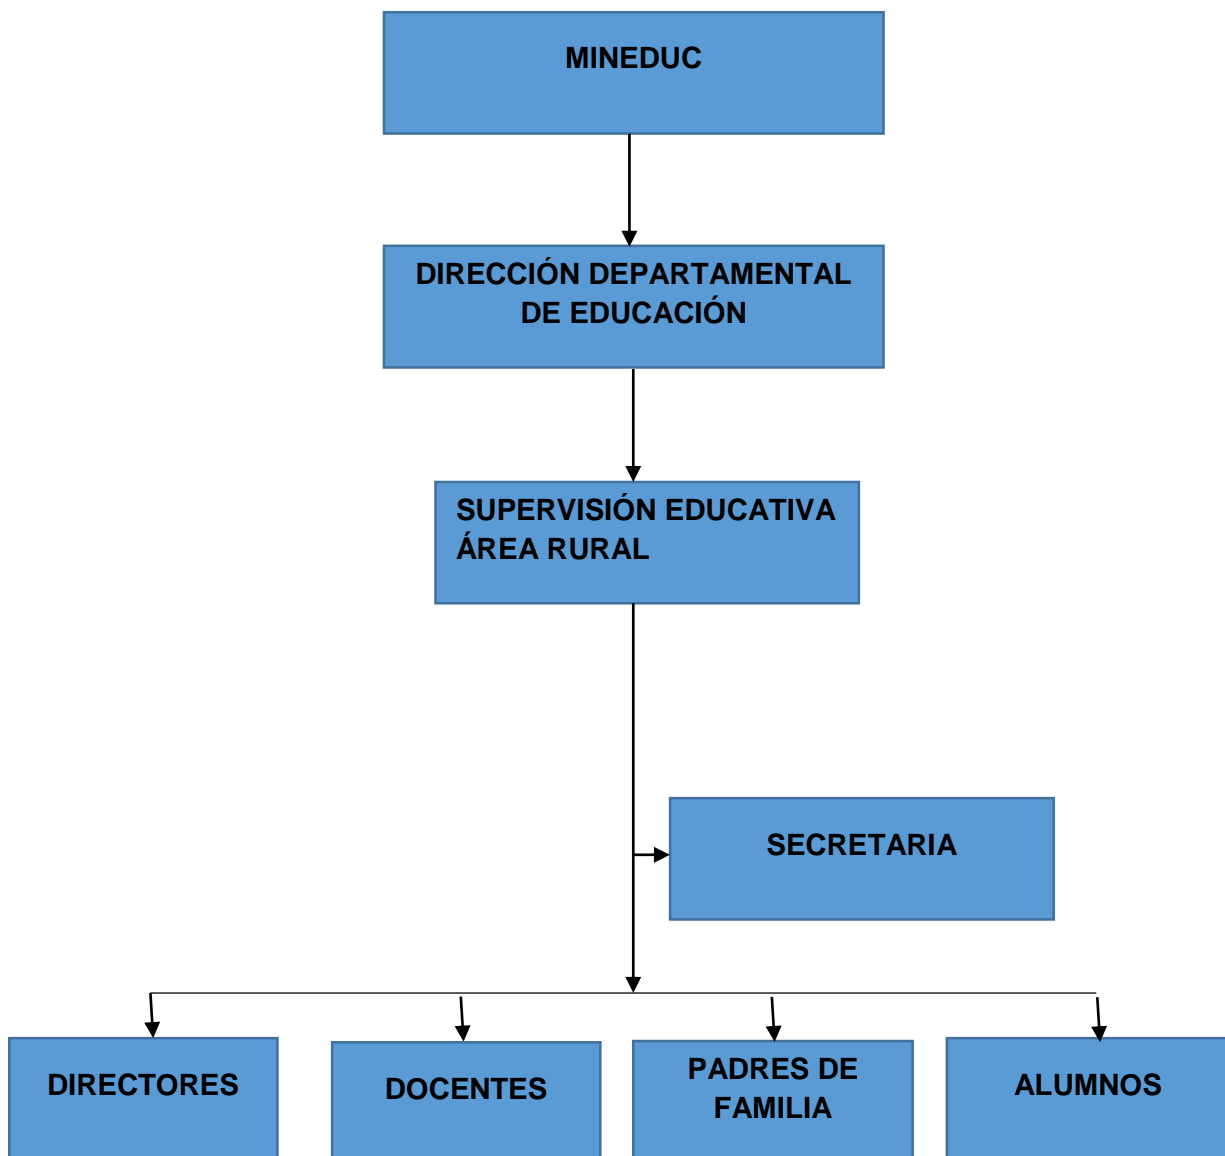 MINEDUC
DIRECCIÓN DEPARTAMENTAL
DE EDUCACIÓN
SUPERVISIÓN EDUCATIVA
ÁREA RURAL
SECRETARIA
DIRECTORES
DOCENTES
PADRES DE
FAMILIA
ALUMNOS